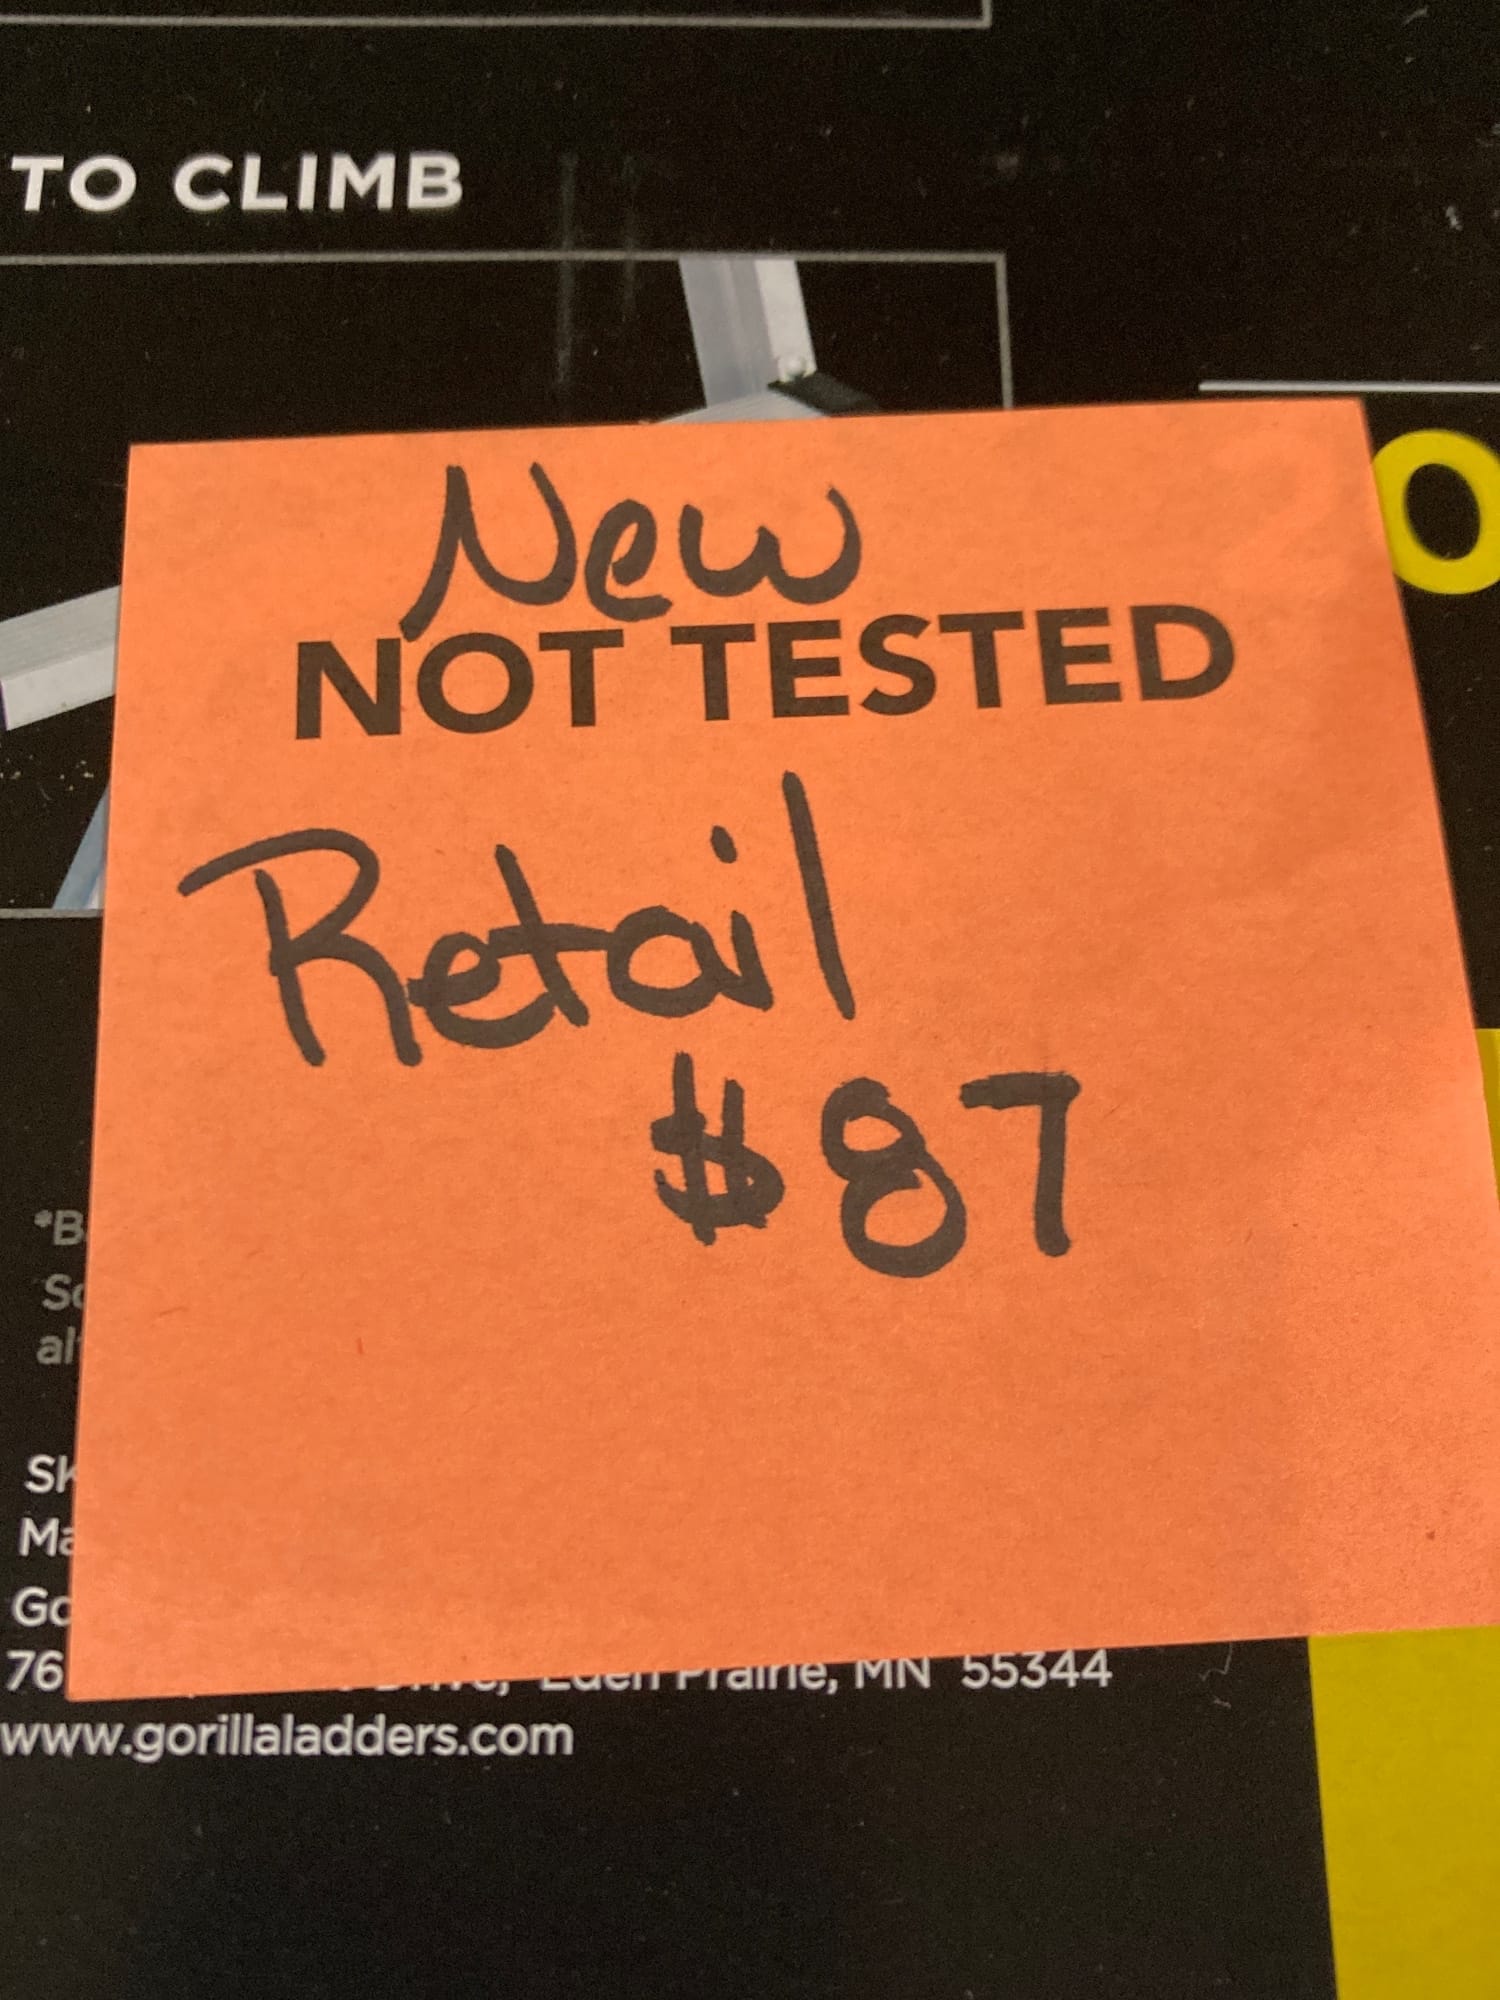 TO CLIMB
New
NOT TESTED
Retail
$87
Eden Prairie, MN 55344
www.gorillaladders.com